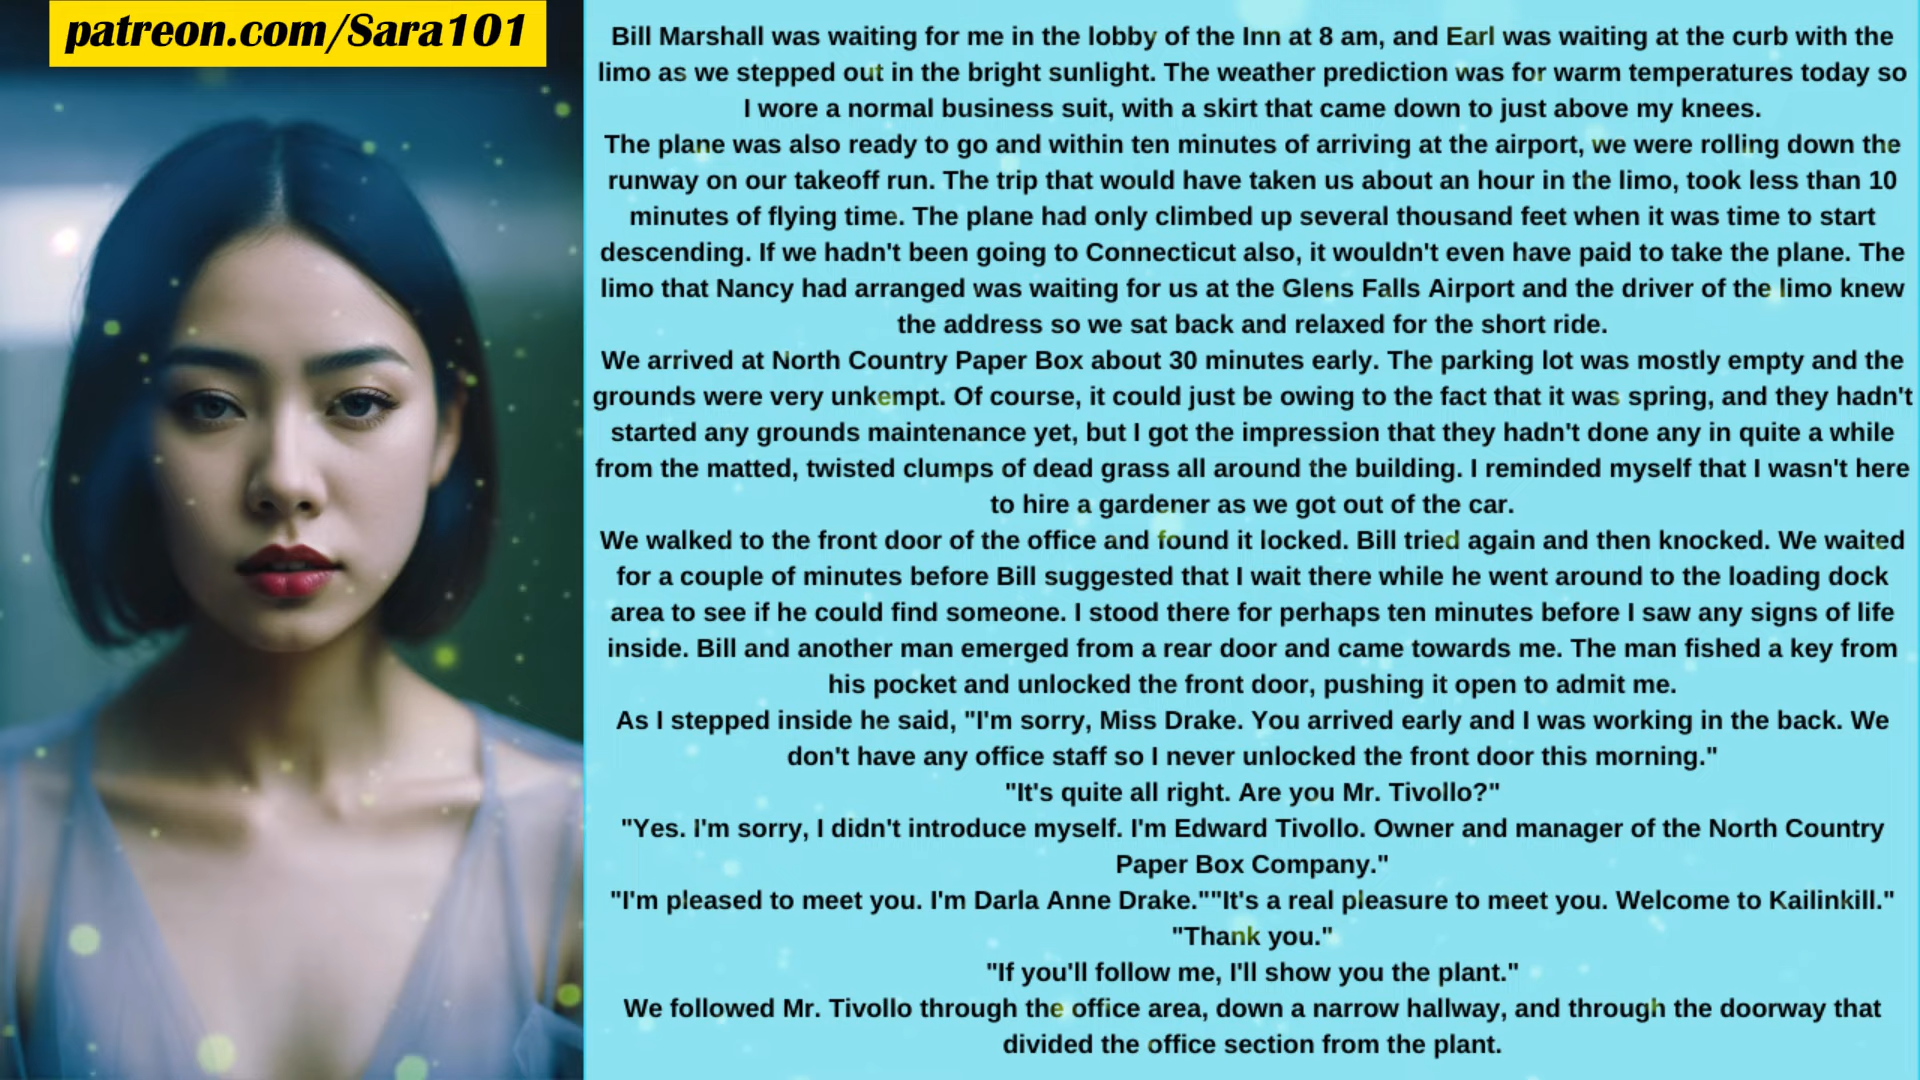 patreon.com/Sara101
Bill Marshall was waiting for me in the lobby of the Inn at 8 am, and Earl was waiting at the curb with the
limo as we stepped out in the bright sunlight. The weather prediction was for warm temperatures today so
I wore a normal business suit, with a skirt that came down to just above my knees.
The plane was also ready to go and within ten minutes of arriving at the airport, we were rolling down the
runway on our takeoff run. The trip that would have taken us about an hour in the limo, took less than 10
minutes of flying time. The plane had only climbed up several thousand feet when it was time to start
descending. If we hadn't been going to Connecticut also, it wouldn't even have paid to take the plane. The
limo that Nancy had arranged was waiting for us at the Glens Falls Airport and the driver of the limo knew
the address so we sat back and relaxed for the short ride.
We arrived at North Country Paper Box about 30 minutes early. The parking lot was mostly empty and the
grounds were very unkempt. Of course, it could just be owing to the fact that it was spring, and they hadn't
started any grounds maintenance yet, but I got the impression that they hadn't done any in quite a while
from the matted, twisted clumps of dead grass all around the building. I reminded myself that I wasn't here
to hire a gardener as we got out of the car.
We walked to the front door of the office and found it locked. Bill tried again and then knocked. We waited
for a couple of minutes before Bill suggested that I wait there while he went around to the loading dock
area to see if he could find someone. I stood there for perhaps ten minutes before I saw any signs of life
inside. Bill and another man emerged from a rear door and came towards me. The man fished a key from
his pocket and unlocked the front door, pushing it open to admit me.
As I stepped inside he said, "I'm sorry, Miss Drake. You arrived early and I was working in the back. We
don't have any office staff so I never unlocked the front door this morning."
"It's quite all right. Are you Mr. Tivollo?"
"Yes. I'm sorry, I didn't introduce myself. I'm Edward Tivollo. Owner and manager of the North Country
Paper Box Company."
"I'm pleased to meet you. I'm Darla Anne Drake.""It's a real pleasure to meet you. Welcome to Kailinkill."
"Thank you."
"If you'll follow me, I'll show you the plant."
We followed Mr. Tivollo through the office area, down a narrow hallway, and through the doorway that
divided the office section from the plant.